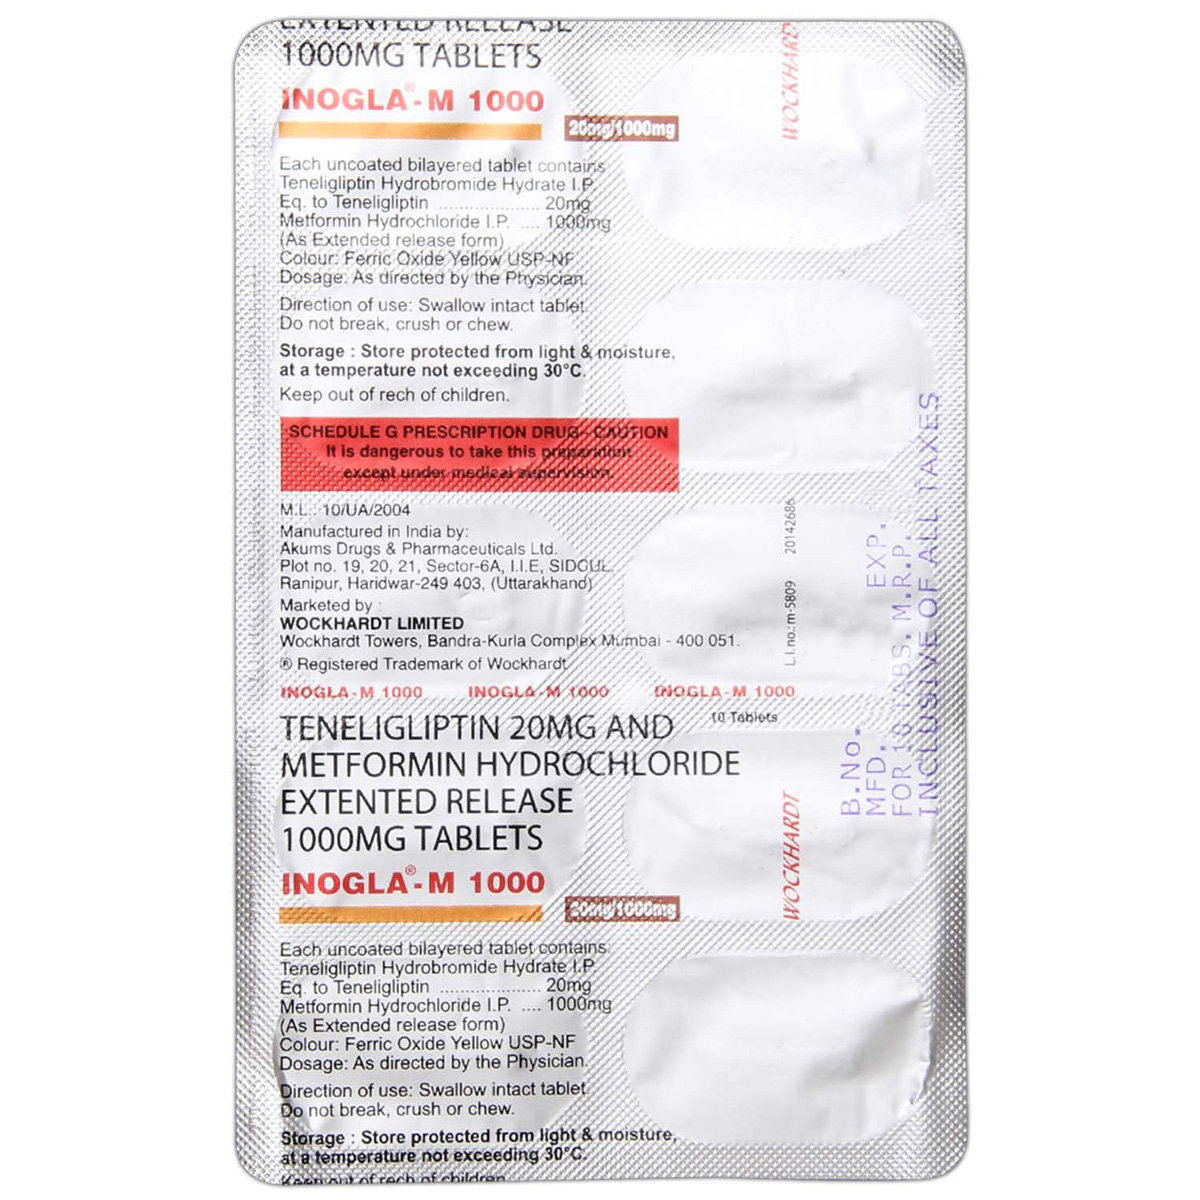 EXTENTED RELEASE
1000MG TABLETS
INOGLA®-M 1000
20mg/1000mg
WOCKHARD
Each uncoated bilayered tablet contains
Teneligliptin Hydrobromide Hydrate I.P.
Eq. to Teneligliptin .................... 20mg
Metformin Hydrochloride I.P. .... 1000mg
(As Extended release form)
Colour: Ferric Oxide Yellow USP-NF
Dosage: As directed by the Physician.
Direction of use: Swallow intact tablet.
Do not break, crush or chew.
Storage : Store protected from light & moisture,
at a temperature not exceeding 30°C.
Keep out of rech of children.
SCHEDULE G PRESCRIPTION DRUG- CAUTION
It is dangerous to take this preparation
except under medical supervision.
M.L.: 10/UA/2004
Manufactured in India by:
Akums Drugs & Pharmaceuticals Ltd.
Plot no. 19, 20, 21, Sector-6A, I.I.E, SIDCUL,
Ranipur, Haridwar-249 403, (Uttarakhand)
Marketed by :
WOCKHARDT LIMITED
Wockhardt Towers, Bandra-Kurla Complex Mumbai - 400 051.
® Registered Trademark of Wockhardt
L.I.no.: m-5809 20142686
B.No.
MFD. EXP.
FOR 10 TABS. M.R.P.
INCLUSIVE OF ALL TAXES
INOGLA-M 1000 INOGLA-M 1000 INOGLA-M 1000
10 Tablets
TENELIGLIPTIN 20MG AND
METFORMIN HYDROCHLORIDE
EXTENTED RELEASE
1000MG TABLETS
INOGLA®-M 1000
20mg/1000mg
WOCKHARDT
Each uncoated bilayered tablet contains:
Teneligliptin Hydrobromide Hydrate I.P.
Eq. to Teneligliptin .................... 20mg
Metformin Hydrochloride I.P. .... 1000mg
(As Extended release form)
Colour: Ferric Oxide Yellow USP-NF
Dosage: As directed by the Physician.
Direction of use: Swallow intact tablet.
Do not break, crush or chew.
Storage : Store protected from light & moisture,
at a temperature not exceeding 30°C.
Keep out of rech of children